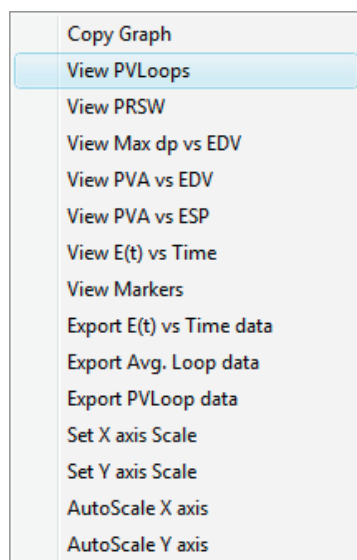 Copy Graph
View PVLoops
View PRSW
View Max dp vs EDV
View PVA vs EDV
View PVA vs ESP
View E(t) vs Time
View Markers
Export E(t) vs Time data
Export Avg. Loop data
Export PVLoop data
Set X axis Scale
Set Y axis Scale
AutoScale X axis
AutoScale Y axis